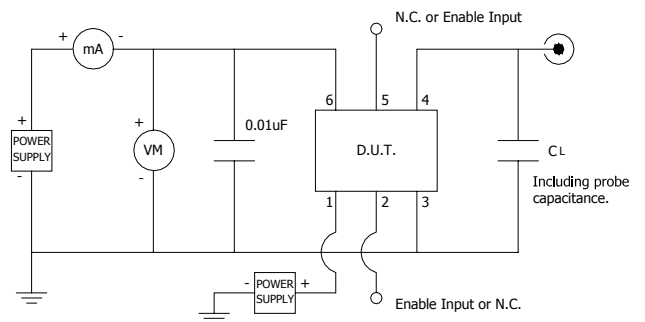 N.C. or Enable Input
+ mA -
6 5 4
0.01uF
+
POWER
SUPPLY
-
+
VM
-
D.U.T.
CL
Including probe
capacitance.
1 2 3
- POWER
SUPPLY +
Enable Input or N.C.